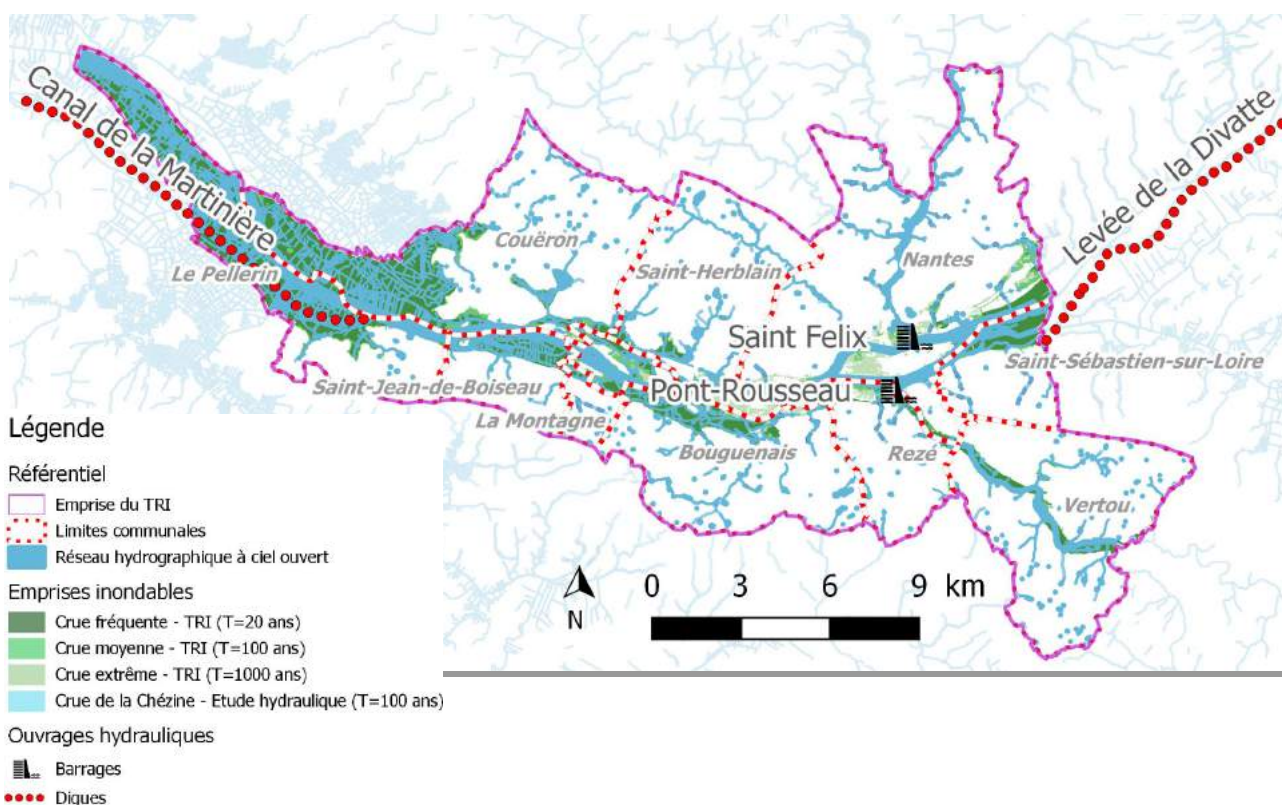 Canal de la Martinière
Levée de la Divatte
Couëron
Le Pellerin
Saint-Herblain
Nantes
Saint Felix
Saint-Sébastien-sur-Loire
Saint-Jean-de-Boiseau
Pont-Rousseau
La Montagne
Bouguenais
Rezé
Vertou
0 3 6 9 km
N
Légende
Référentiel
Emprise du TRI
Limites communales
Réseau hydrographique à ciel ouvert
Emprises inondables
Crue fréquente - TRI (T=20 ans)
Crue moyenne - TRI (T=100 ans)
Crue extrême - TRI (T=1000 ans)
Crue de la Chézine - Etude hydraulique (T=100 ans)
Ouvrages hydrauliques
Barrages
Digues